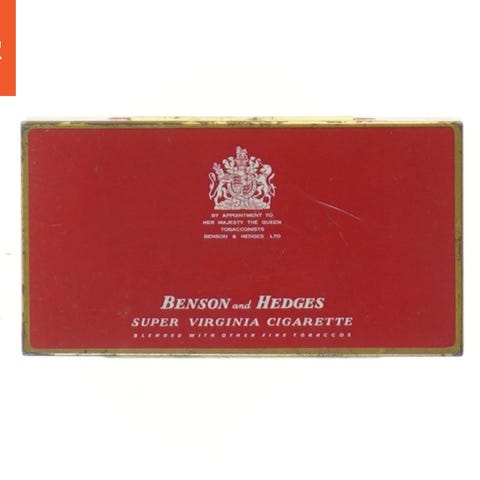 BY APPOINTMENT TO
HER MAJESTY THE QUEEN
TOBACCONISTS
BENSON & HEDGES LTD
BENSON and HEDGES
SUPER VIRGINIA CIGARETTE
BLENDED WITH OTHER FINE TOBACCOS